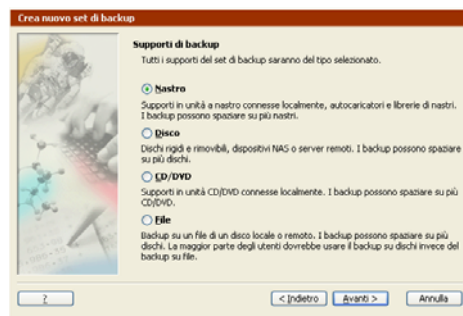 Crea nuovo set di backup
Supporti di backup
Tutti i supporti del set di backup saranno del tipo selezionato.
Nastro
Supporti in unità a nastro connesse localmente, autocaricatori e librerie di nastri.
I backup possono spaziare su più nastri.
Disco
Dischi rigidi e rimovibili, dispositivi NAS o server remoti. I backup possono spaziare
su più dischi.
CD/DVD
Supporti in unità CD/DVD connesse localmente. I backup possono spaziare su più
CD/DVD.
File
Backup su un file di un disco locale o remoto. I backup possono spaziare su più
dischi. La maggior parte degli utenti dovrebbe usare il backup su dischi invece del
backup su file.
? < Indietro Avanti > Annulla